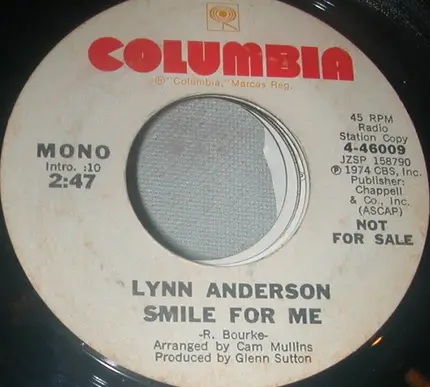 COLUMBIA
® "Columbia," Marcas Reg.
MONO
Intro. :10
2:47
45 RPM
Radio
Station Copy
4-46009
JZSP 158790
℗ 1974 CBS, Inc.
Publisher:
Chappell
& Co., Inc.
(ASCAP)
NOT
FOR SALE
LYNN ANDERSON
SMILE FOR ME
-R. Bourke-
Arranged by Cam Mullins
Produced by Glenn Sutton